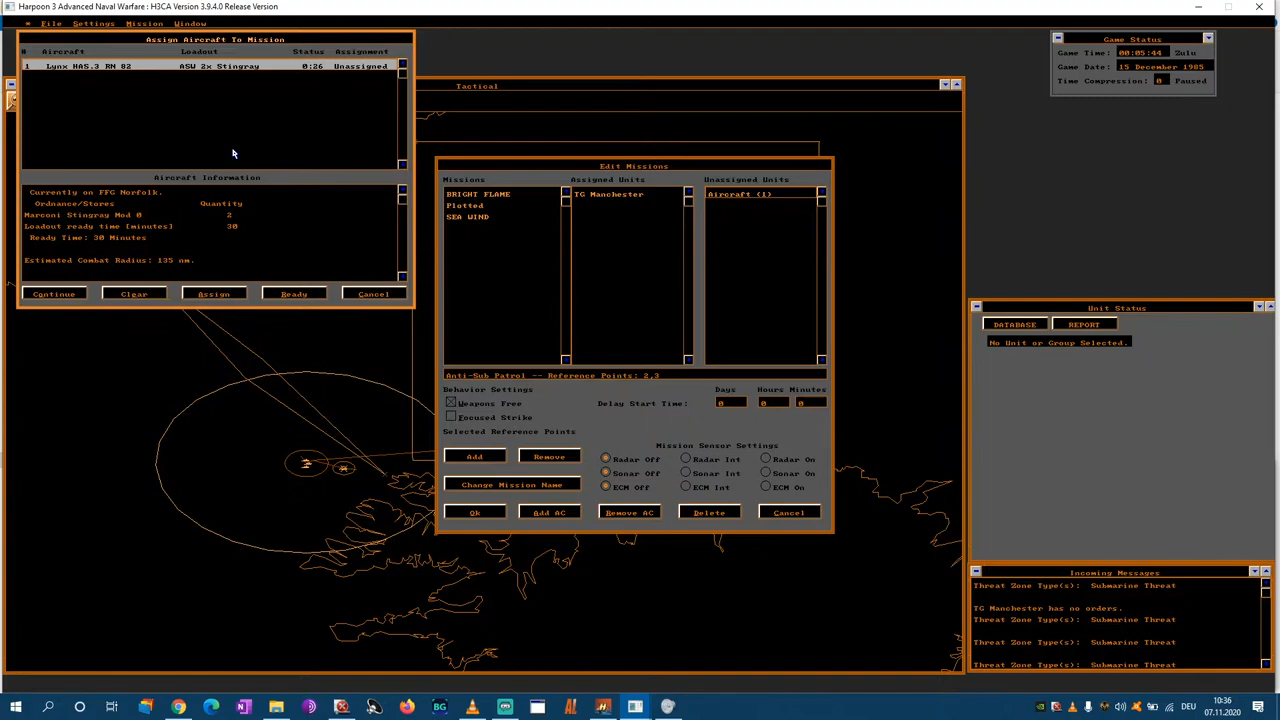 Harpoon 3 Advanced Naval Warfare : H3CA Version 3.9.4.0 Release Version
File Settings Mission Window
Assign Aircraft To Mission
# Aircraft Loadout Status Assignment
1 Lynx HAS.3 RN 82 ASW 2x Stingray 0:26 Unassigned
Aircraft Information
Currently on FFG Norfolk.
Ordnance/Stores Quantity
Marconi Stingray Mod 0 2
Loadout ready time [minutes] 30
Ready Time: 30 Minutes
Estimated Combat Radius: 135 nm.
Continue Clear Assign Ready Cancel
Tactical
Edit Missions
Missions Assigned Units Unassigned Units
BRIGHT FLAME TG Manchester Aircraft (1)
Plotted
SEA WIND
Anti-Sub Patrol -- Reference Points: 2,3
Behavior Settings Days Hours Minutes
Weapons Free Delay Start Time: 0 0 0
Focused Strike
Selected Reference Points
Mission Sensor Settings
Add Remove Radar Off Radar Int Radar On
Sonar Off Sonar Int Sonar On
Change Mission Name ECM Off ECM Int ECM On
Ok Add AC Remove AC Delete Cancel
Game Status
Game Time: 00:05:44 Zulu
Game Date: 15 December 1985
Time Compression: 0 Paused
Unit Status
DATABASE REPORT
No Unit or Group Selected.
Incoming Messages
Threat Zone Type(s): Submarine Threat
TG Manchester has no orders.
Threat Zone Type(s): Submarine Threat
Threat Zone Type(s): Submarine Threat
Threat Zone Type(s): Submarine Threat
BG
DEU
10:36
07.11.2020